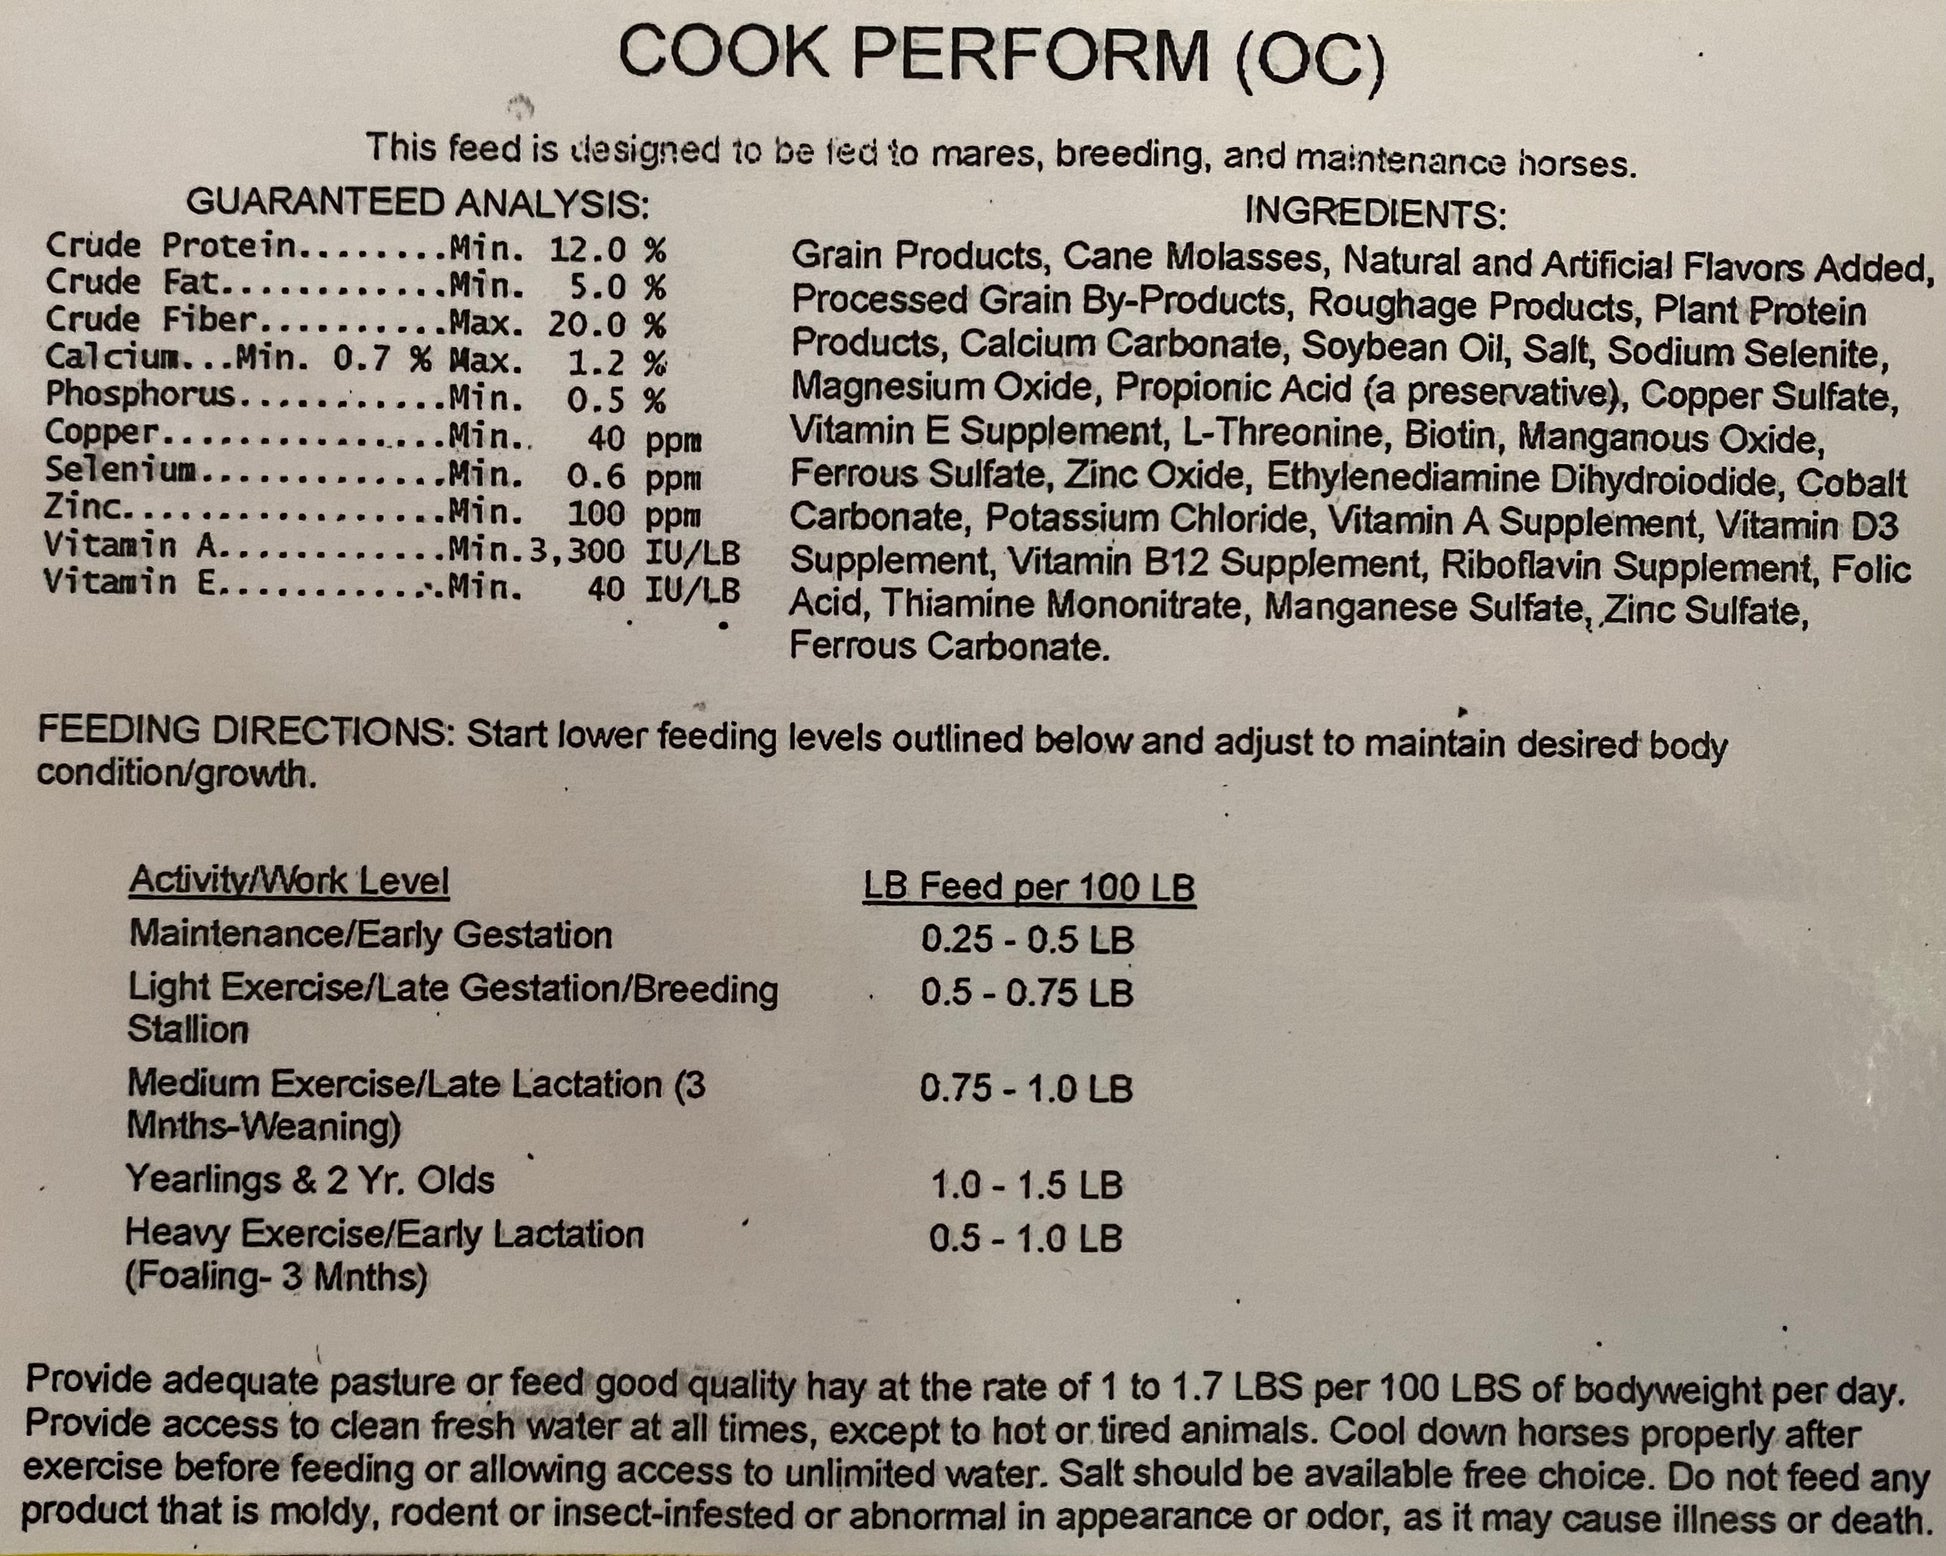 COOK PERFORM (OC)
This feed is designed to be fed to mares, breeding, and maintenance horses.
GUARANTEED ANALYSIS:
Crude Protein........Min. 12.0 %
Crude Fat............Min. 5.0 %
Crude Fiber..........Max. 20.0 %
Calcium...Min. 0.7 % Max. 1.2 %
Phosphorus...........Min. 0.5 %
Copper...............Min. 40 ppm
Selenium.............Min. 0.6 ppm
Zinc.................Min. 100 ppm
Vitamin A............Min. 3,300 IU/LB
Vitamin E............Min. 40 IU/LB
INGREDIENTS:
Grain Products, Cane Molasses, Natural and Artificial Flavors Added,
Processed Grain By-Products, Roughage Products, Plant Protein
Products, Calcium Carbonate, Soybean Oil, Salt, Sodium Selenite,
Magnesium Oxide, Propionic Acid (a preservative), Copper Sulfate,
Vitamin E Supplement, L-Threonine, Biotin, Manganous Oxide,
Ferrous Sulfate, Zinc Oxide, Ethylenediamine Dihydroiodide, Cobalt
Carbonate, Potassium Chloride, Vitamin A Supplement, Vitamin D3
Supplement, Vitamin B12 Supplement, Riboflavin Supplement, Folic
Acid, Thiamine Mononitrate, Manganese Sulfate, Zinc Sulfate,
Ferrous Carbonate.
FEEDING DIRECTIONS: Start lower feeding levels outlined below and adjust to maintain desired body
condition/growth.
Activity/Work Level LB Feed per 100 LB
Maintenance/Early Gestation 0.25 - 0.5 LB
Light Exercise/Late Gestation/Breeding 0.5 - 0.75 LB
Stallion
Medium Exercise/Late Lactation (3 0.75 - 1.0 LB
Mnths-Weaning)
Yearlings & 2 Yr. Olds 1.0 - 1.5 LB
Heavy Exercise/Early Lactation 0.5 - 1.0 LB
(Foaling- 3 Mnths)
Provide adequate pasture or feed good quality hay at the rate of 1 to 1.7 LBS per 100 LBS of bodyweight per day.
Provide access to clean fresh water at all times, except to hot or tired animals. Cool down horses properly after
exercise before feeding or allowing access to unlimited water. Salt should be available free choice. Do not feed any
product that is moldy, rodent or insect-infested or abnormal in appearance or odor, as it may cause illness or death.